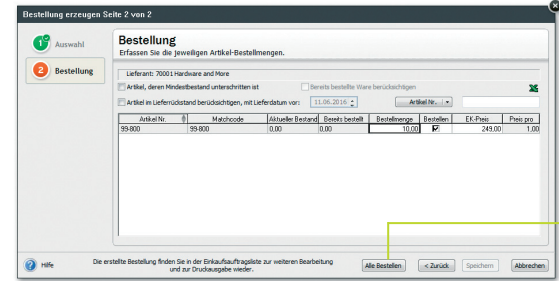 Bestellung erzeugen Seite 2 von 2
1 Auswahl
2 Bestellung
Bestellung
Erfassen Sie die jeweiligen Artikel-Bestellmengen.
Lieferant: 70001 Hardware and More
Artikel, deren Mindestbestand unterschritten ist Bereits bestellte Ware berücksichtigen
Artikel im Lieferrückstand berücksichtigen, mit Lieferdatum vor: 11.06.2016 Artikel Nr.
Artikel Nr. Matchcode Aktueller Bestand Bereits bestellt Bestellmenge Bestellen EK-Preis Preis pro
99-800 99-800 0,00 0,00 10,00 249,00 1,00
Hilfe
Die erstellte Bestellung finden Sie in der Einkaufsauftragsliste zur weiteren Bearbeitung
und zur Druckausgabe wieder.
Alle Bestellen < Zurück Speichern Abbrechen